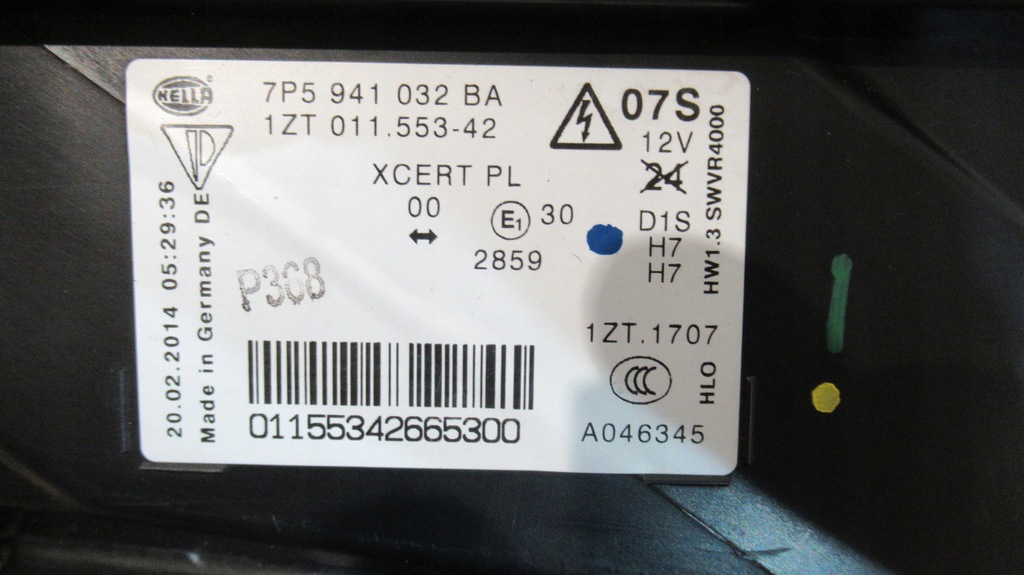 HELLA
7P5 941 032 BA
1ZT 011.553-42
XCERT PL
00
E1 30
2859
07S
12V
24
D1S
H7
H7
HW1.3 SWVR4000
1ZT.1707
CCC
HLO
A046345
P308
01155342665300
20.02.2014 05:29:36
Made in Germany DE